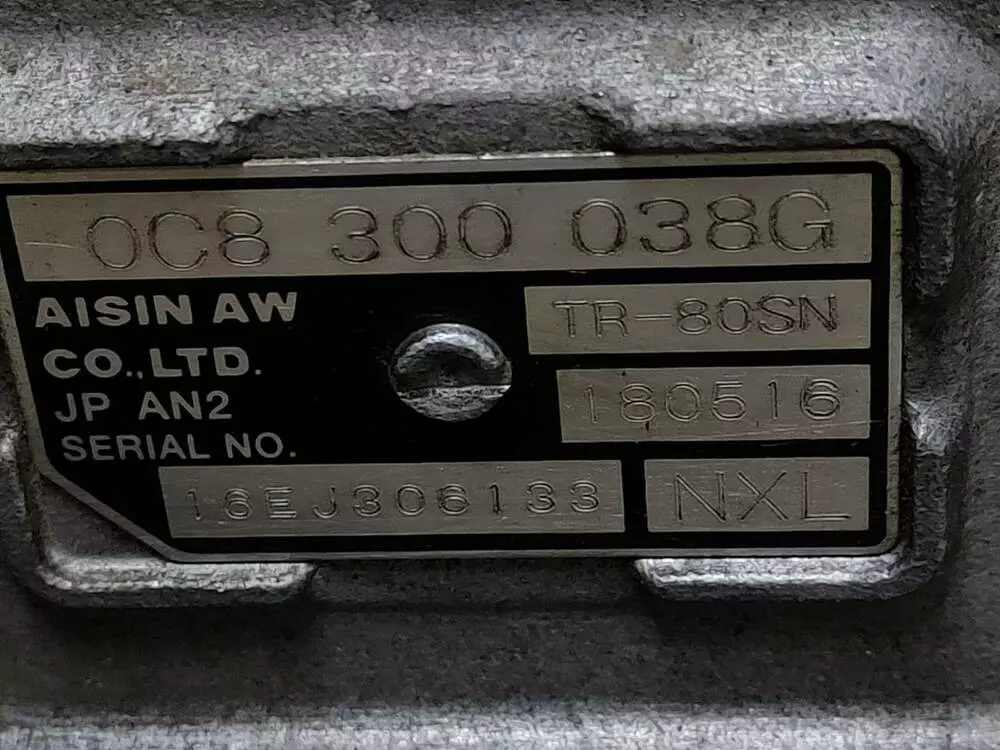 0C8 300 038G
AISIN AW
CO.,LTD.
JP AN2
SERIAL NO.
TR-80SN
180516
16EJ306133
NXL